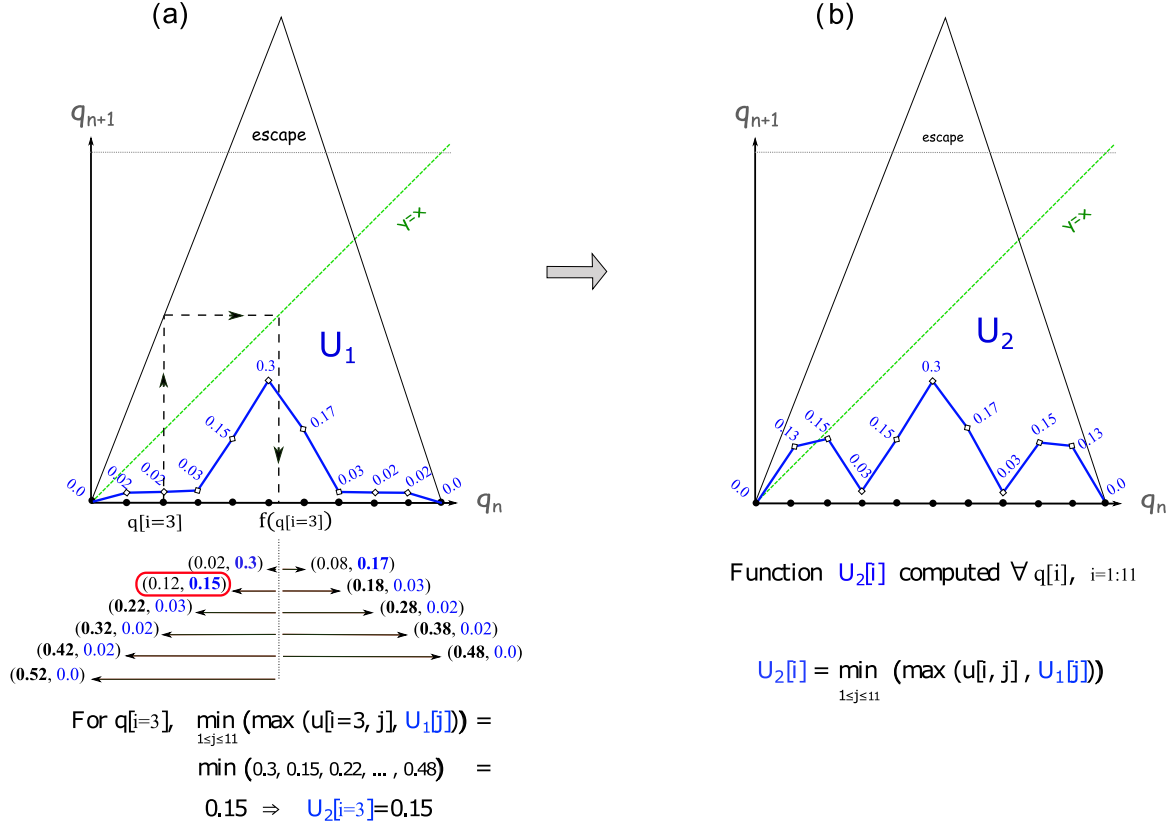 (a)
q n+1
escape
y=x
U1
0.3
0.15
0.17
0.02
0.02
0.03
0.03
0.02
0.02
0.0
0.0
q n
q[i=3]
f(q[i=3])
(0.02, 0.3)
(0.08, 0.17)
(0.12, 0.15)
(0.18, 0.03)
(0.22, 0.03)
(0.28, 0.02)
(0.32, 0.02)
(0.38, 0.02)
(0.42, 0.02)
(0.48, 0.0)
(0.52, 0.0)
For q[i=3], min (max (u[i=3, j], U1[j])) =
1≤j≤11
min (0.3, 0.15, 0.22, ... , 0.48) =
0.15 ⇒ U2[i=3]=0.15
(b)
q n+1
escape
y=x
U2
0.3
0.13
0.15
0.15
0.17
0.15
0.13
0.03
0.03
0.0
0.0
q n
Function U2[i] computed ∀ q[i], i=1:11
U2[i] = min (max (u[i, j] , U1[j]))
1≤j≤11